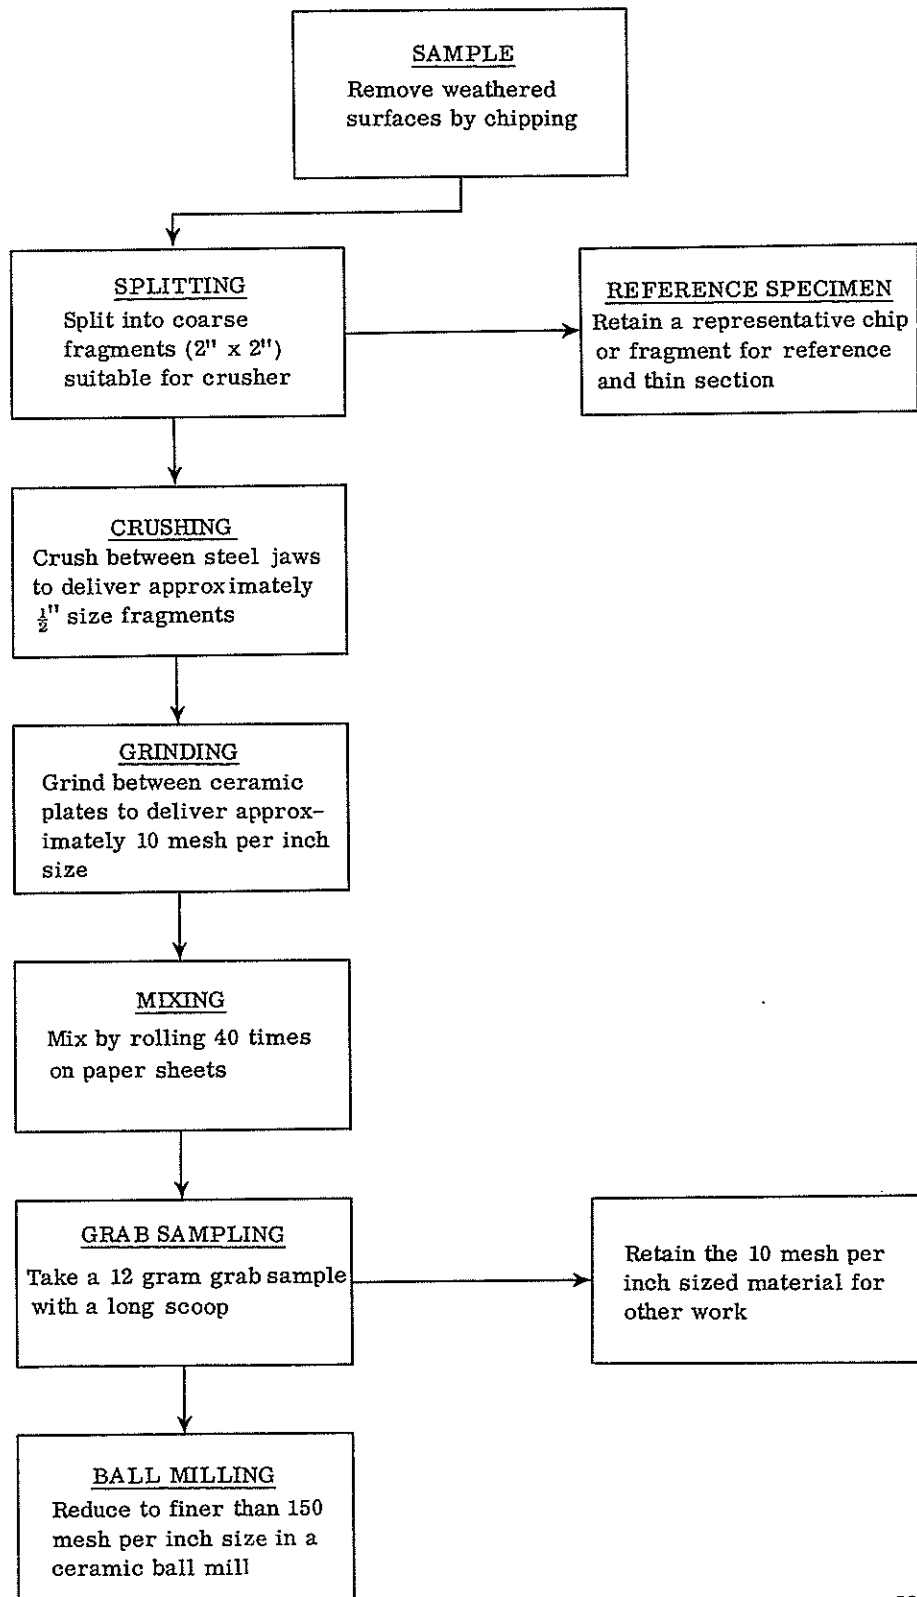 SAMPLE
Remove weathered
surfaces by chipping
SPLITTING
Split into coarse
fragments (2" x 2")
suitable for crusher
REFERENCE SPECIMEN
Retain a representative chip
or fragment for reference
and thin section
CRUSHING
Crush between steel jaws
to deliver approximately
½" size fragments
GRINDING
Grind between ceramic
plates to deliver approx-
imately 10 mesh per inch
size
MIXING
Mix by rolling 40 times
on paper sheets
GRAB SAMPLING
Take a 12 gram grab sample
with a long scoop
Retain the 10 mesh per
inch sized material for
other work
BALL MILLING
Reduce to finer than 150
mesh per inch size in a
ceramic ball mill